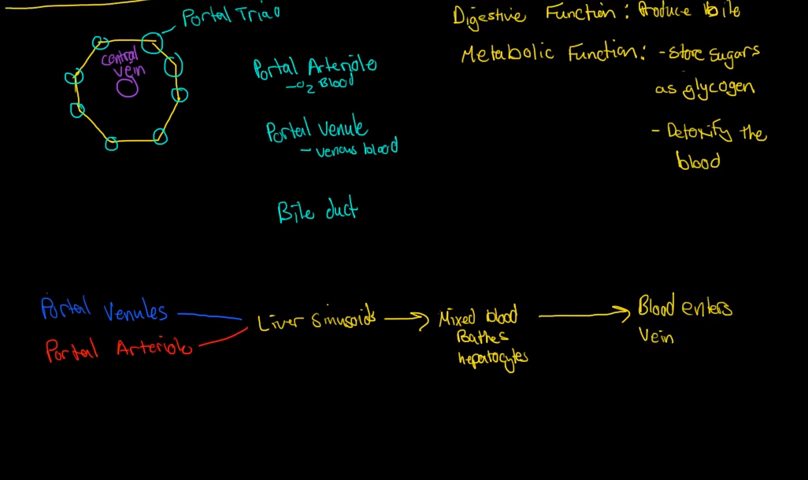 Portal Triad
central
vein
Portal Arteriole
- O2 Blood
Portal Venule
- venous blood
Bile duct
Digestive Function: Produce bile
Metabolic Function: - Store sugars
as glycogen
- Detoxify the
blood
Portal Venules
Portal Arteriole
Liver Sinusoids
Mixed blood
Bathes
hepatocytes
Blood enters
Vein